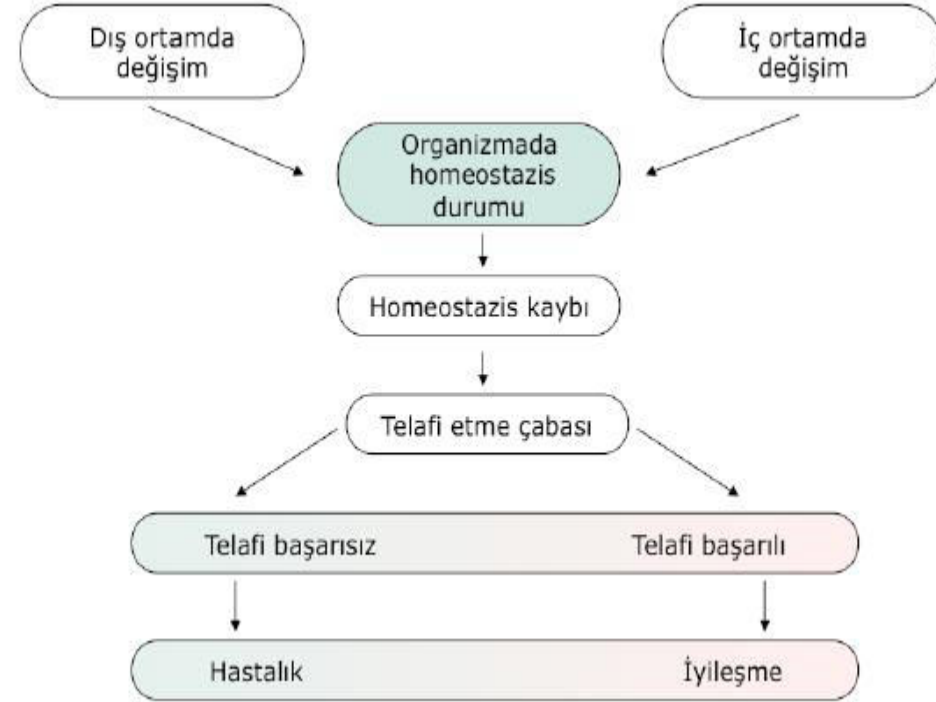 Dış ortamda
değişim
İç ortamda
değişim
Organizmada
homeostazis
durumu
Homeostazis kaybı
Telafi etme çabası
Telafi başarısız
Telafi başarılı
Hastalık
İyileşme